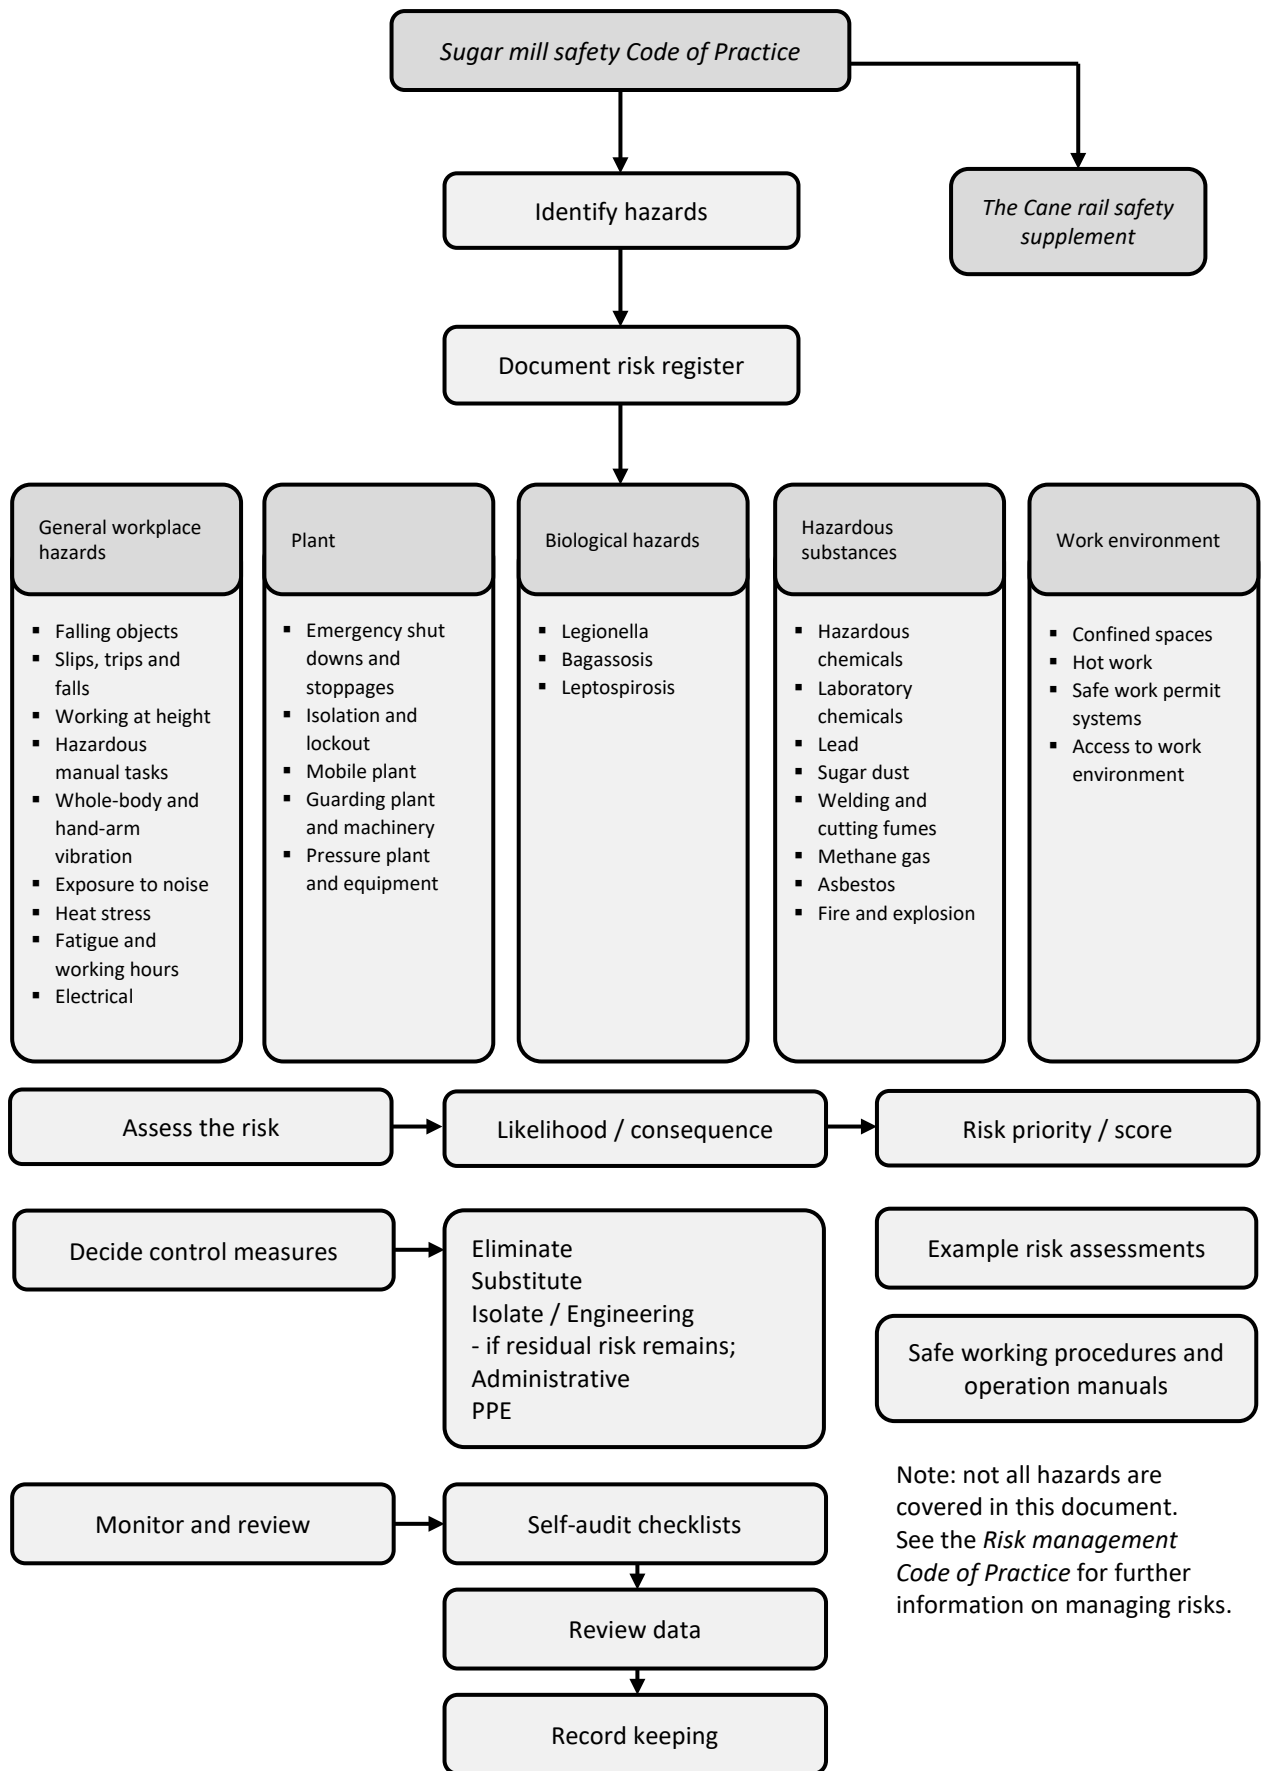 Sugar mill safety Code of Practice
Identify hazards
The Cane rail safety
supplement
Document risk register
General workplace
hazards
▪ Falling objects
▪ Slips, trips and
falls
▪ Working at height
▪ Hazardous
manual tasks
▪ Whole-body and
hand-arm
vibration
▪ Exposure to noise
▪ Heat stress
▪ Fatigue and
working hours
▪ Electrical
Plant
▪ Emergency shut
downs and
stoppages
▪ Isolation and
lockout
▪ Mobile plant
▪ Guarding plant
and machinery
▪ Pressure plant
and equipment
Biological hazards
▪ Legionella
▪ Bagassosis
▪ Leptospirosis
Hazardous
substances
▪ Hazardous
chemicals
▪ Laboratory
chemicals
▪ Lead
▪ Sugar dust
▪ Welding and
cutting fumes
▪ Methane gas
▪ Asbestos
▪ Fire and explosion
Work environment
▪ Confined spaces
▪ Hot work
▪ Safe work permit
systems
▪ Access to work
environment
Assess the risk
Likelihood / consequence
Risk priority / score
Decide control measures
Eliminate
Substitute
Isolate / Engineering
- if residual risk remains;
Administrative
PPE
Example risk assessments
Safe working procedures and
operation manuals
Monitor and review
Self-audit checklists
Review data
Record keeping
Note: not all hazards are
covered in this document.
See the Risk management
Code of Practice for further
information on managing risks.